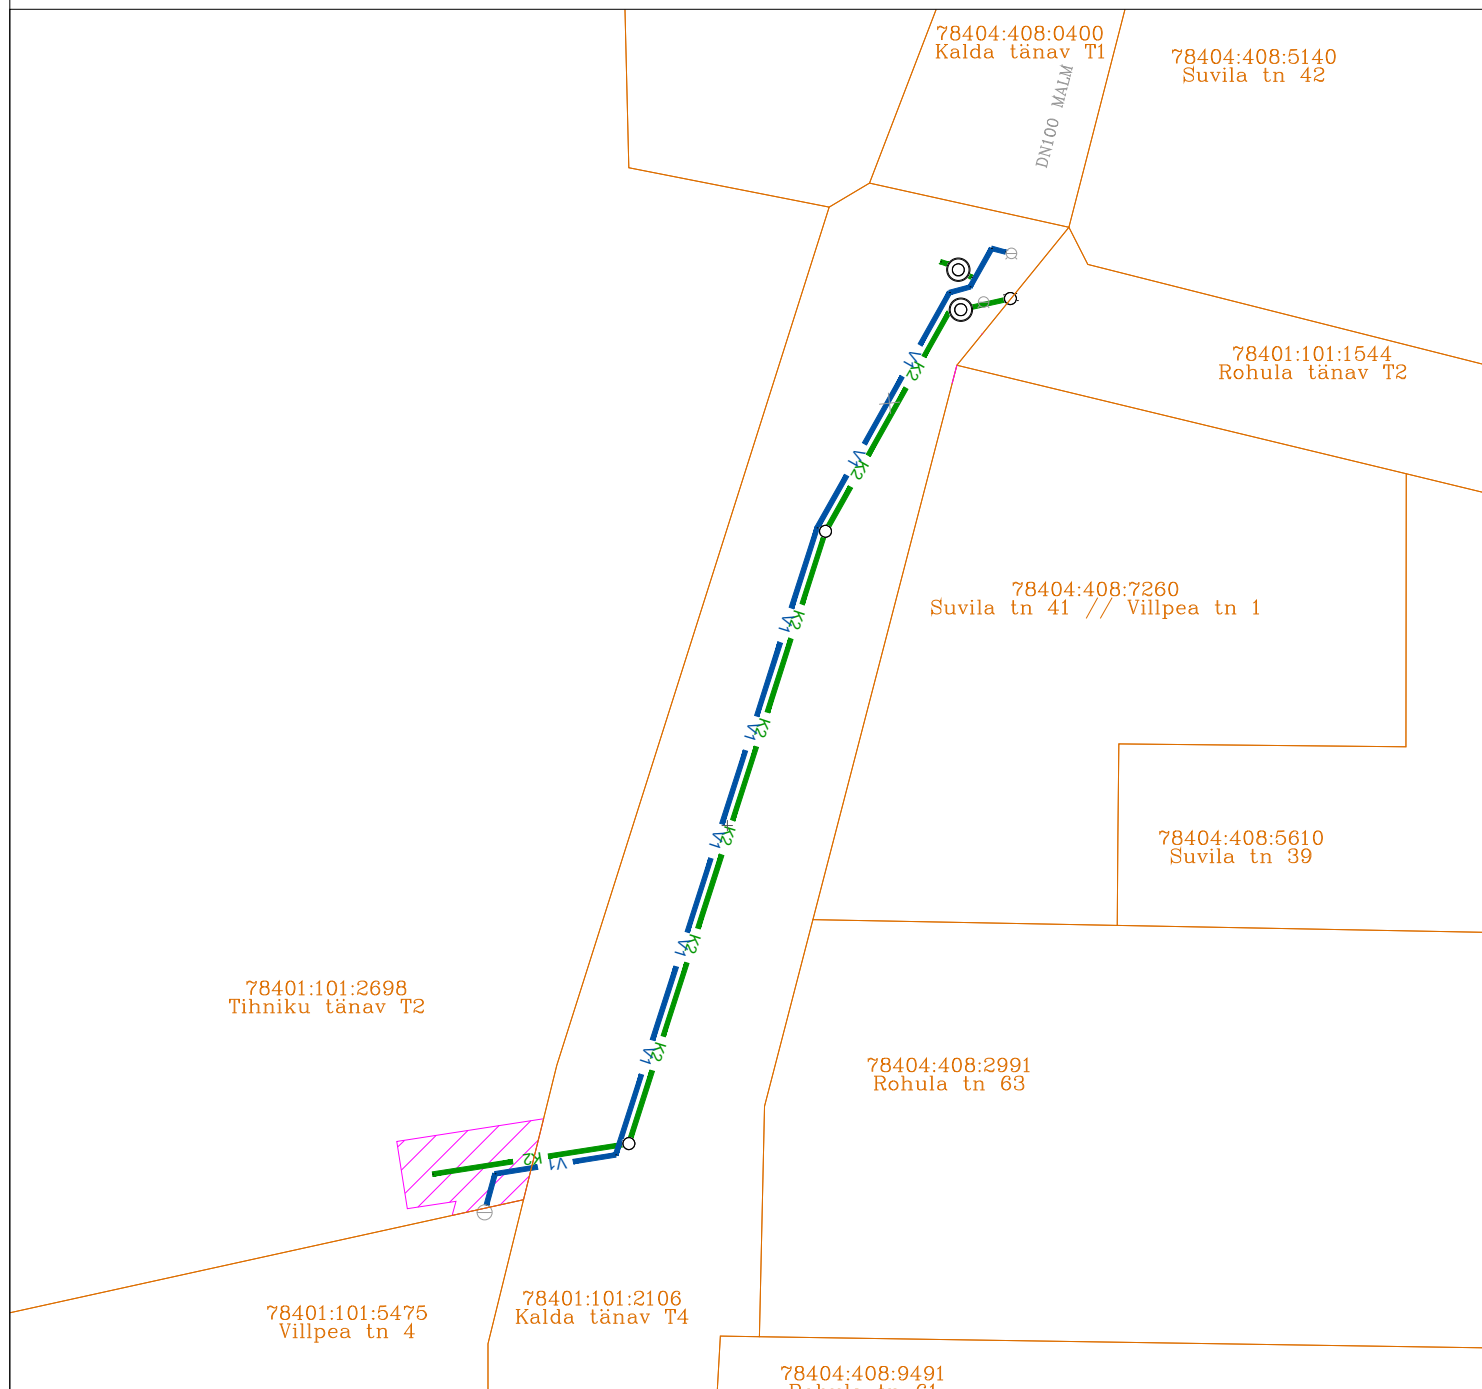 78404:408:0400
Kalda tänav T1
78404:408:5140
Suvila tn 42
DN100 MALM
78401:101:1544
Rohula tänav T2
V1
K2
V1
K2
78404:408:7260
Suvila tn 41 // Villpea tn 1
V1
K2
V1
K2
V1
K2
78404:408:5610
Suvila tn 39
V1
K2
78401:101:2698
Tihniku tänav T2
V1
K2
78404:408:2991
Rohula tn 63
K2
V1
78401:101:2106
Kalda tänav T4
78401:101:5475
Villpea tn 4
78404:408:9491
Rohula tn 61